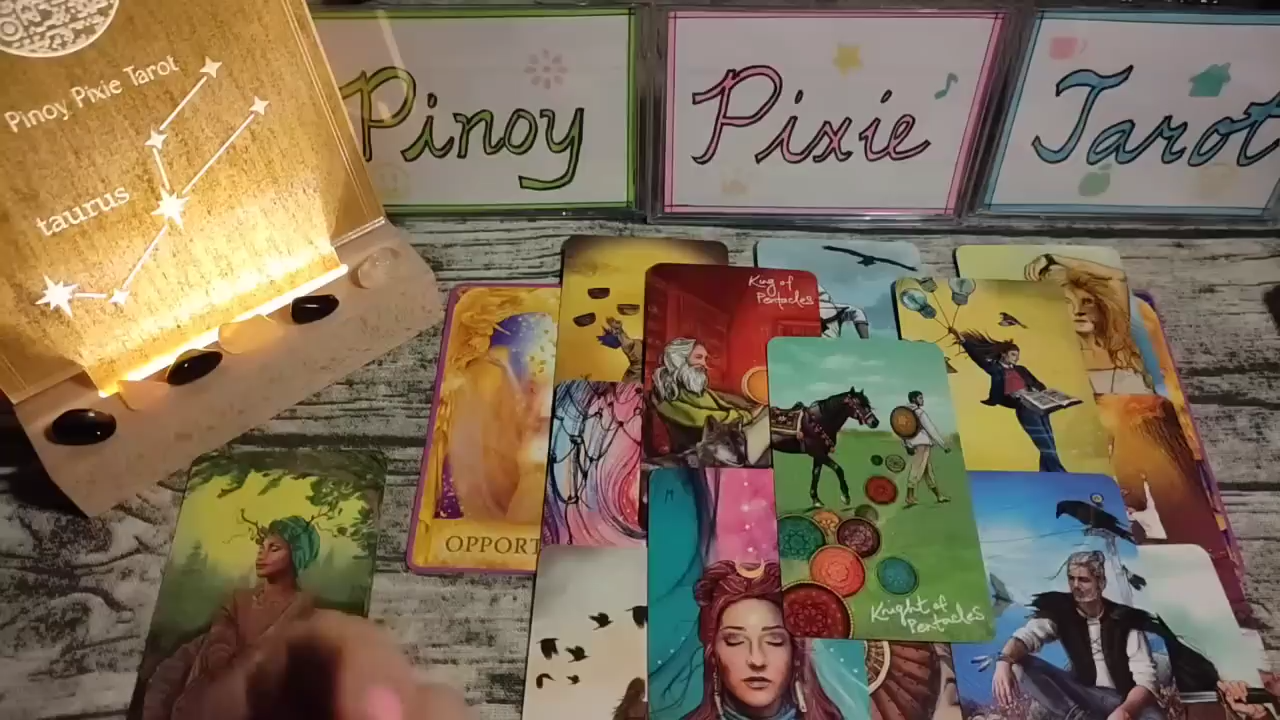 Pinoy Pixie Tarot
taurus
Pinoy
Pixie
Tarot
King of
Pentacles
OPPORT
Knight of
Pentacles